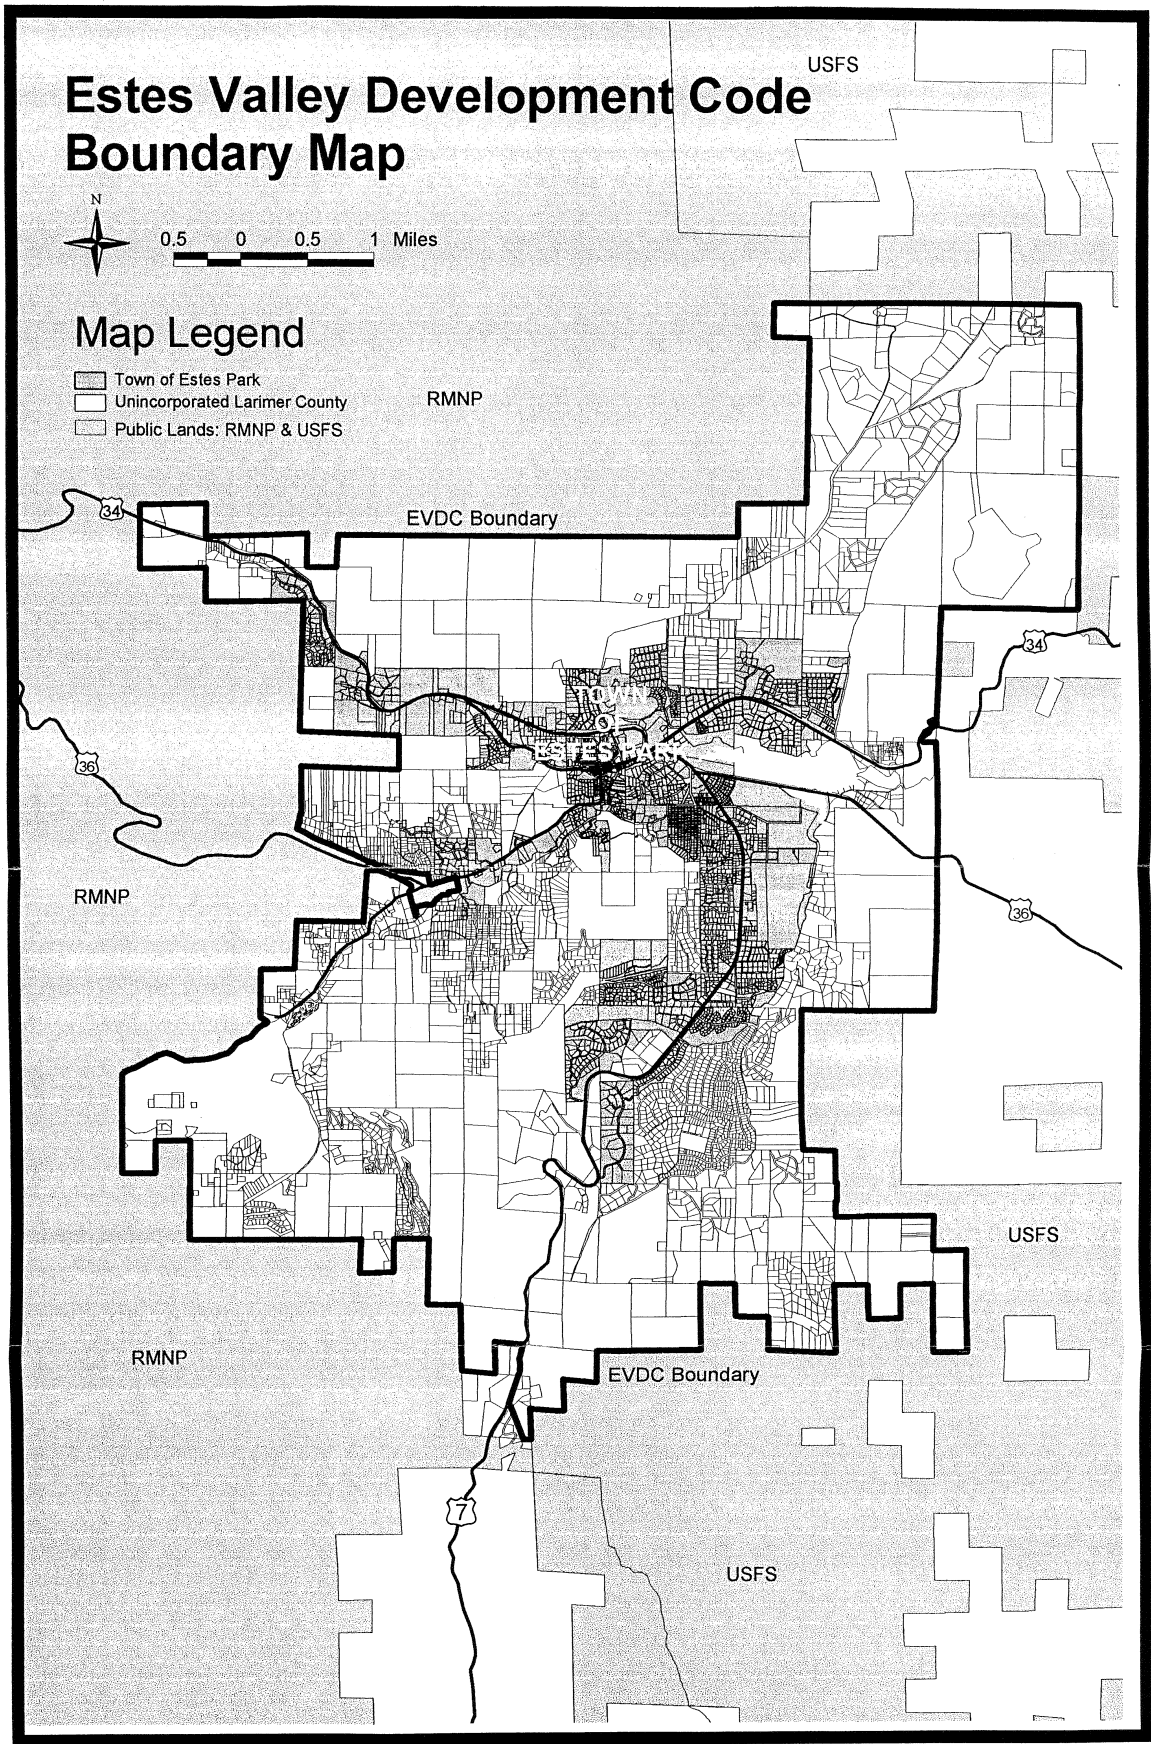 USFS
Estes Valley Development Code
Boundary Map
N
0.5 0 0.5 1 Miles
Map Legend
Town of Estes Park
Unincorporated Larimer County
Public Lands: RMNP & USFS
RMNP
34
EVDC Boundary
34
TOWN
OF
ESTES PARK
36
RMNP
36
USFS
RMNP
EVDC Boundary
7
USFS